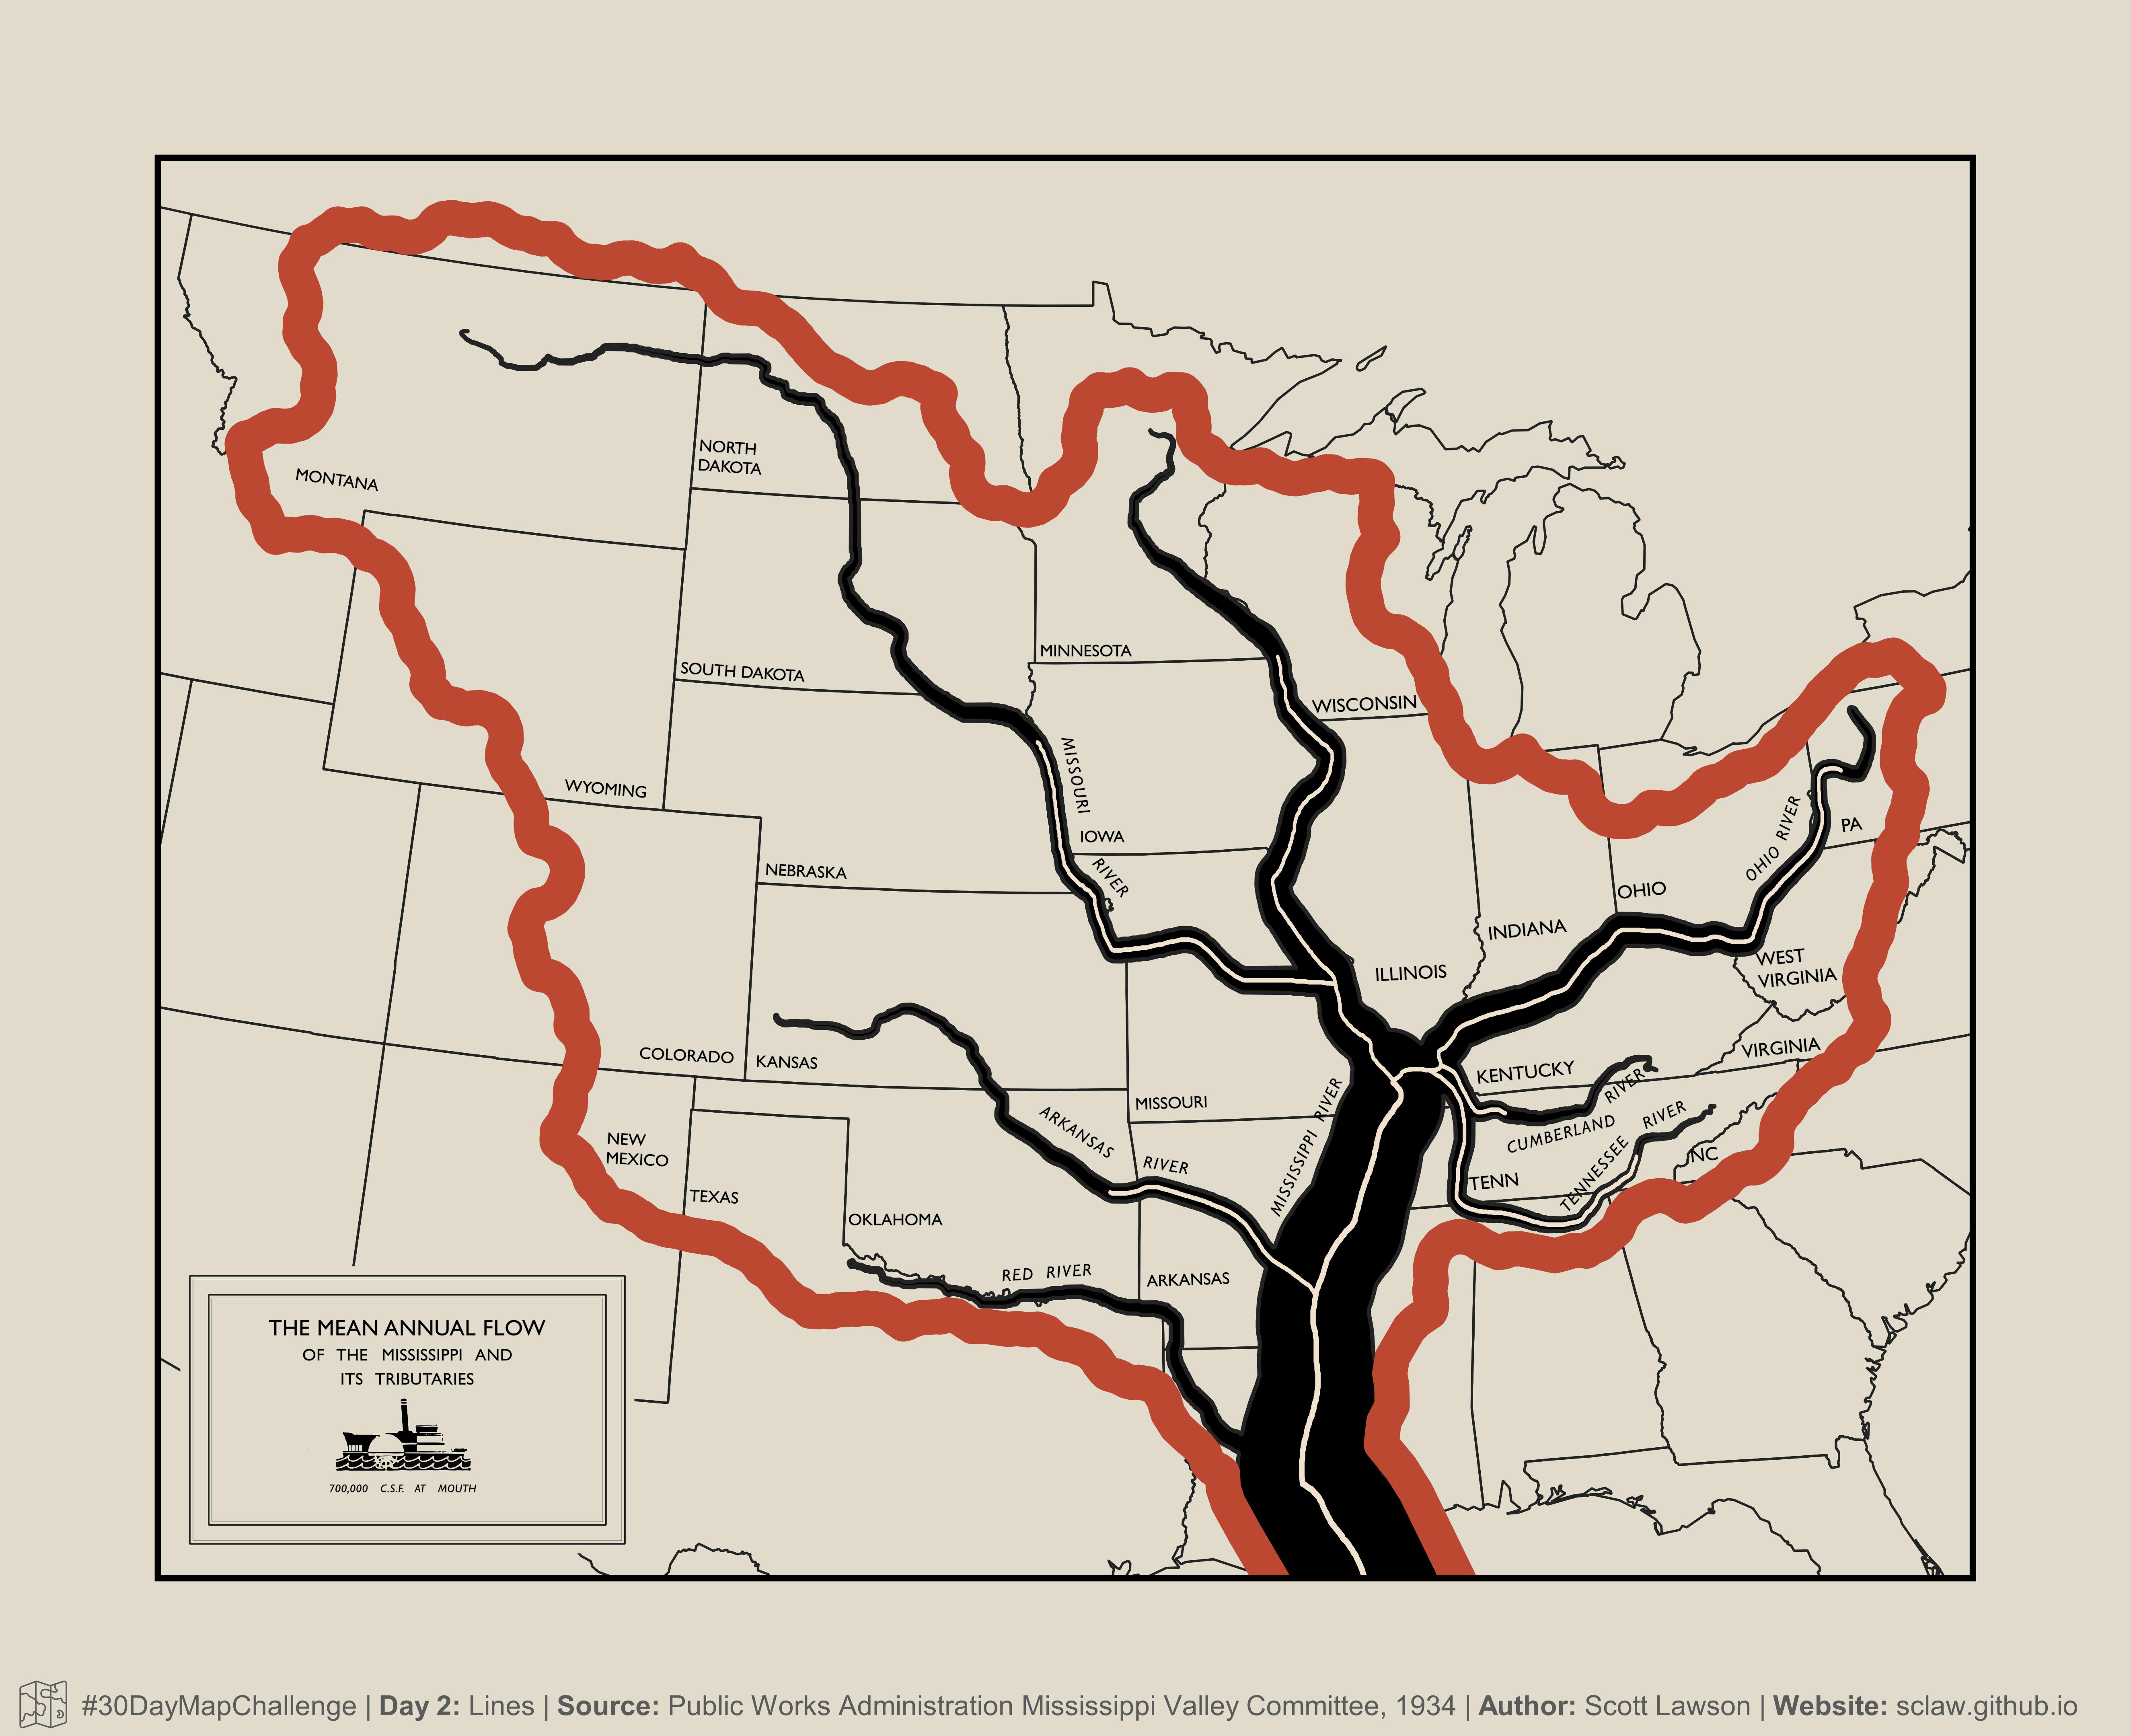 NORTH
DAKOTA
MONTANA
MINNESOTA
SOUTH DAKOTA
WISCONSIN
MISSOURI
RIVER
WYOMING
IOWA
OHIO RIVER
PA
NEBRASKA
OHIO
INDIANA
WEST
VIRGINIA
ILLINOIS
COLORADO
KANSAS
VIRGINIA
KENTUCKY
MISSOURI
MISSISSIPPI RIVER
CUMBERLAND RIVER
ARKANSAS RIVER
TENNESSEE RIVER
NEW
MEXICO
NC
TENN
TEXAS
OKLAHOMA
RED RIVER
ARKANSAS
THE MEAN ANNUAL FLOW
OF THE MISSISSIPPI AND
ITS TRIBUTARIES
700,000 C.S.F. AT MOUTH
#30DayMapChallenge | Day 2: Lines | Source: Public Works Administration Mississippi Valley Committee, 1934 | Author: Scott Lawson | Website: sclaw.github.io